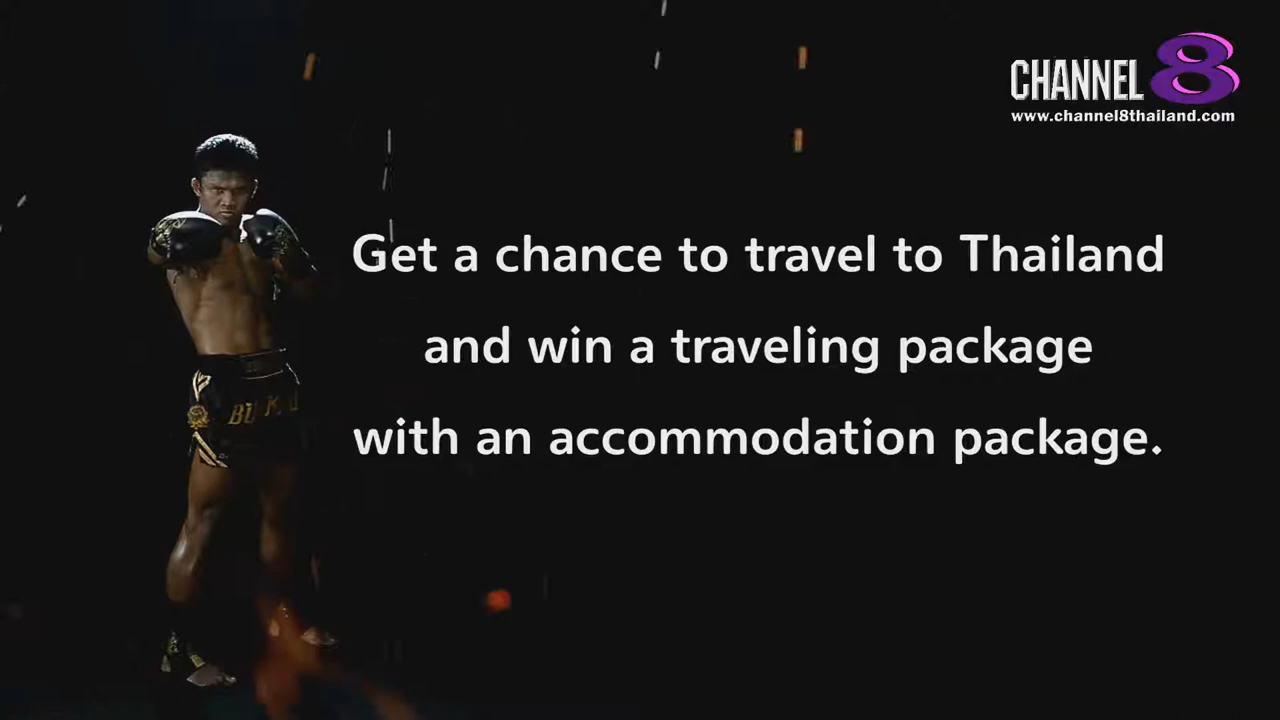 CHANNEL 8
www.channel8thailand.com
Get a chance to travel to Thailand
and win a traveling package
with an accommodation package.